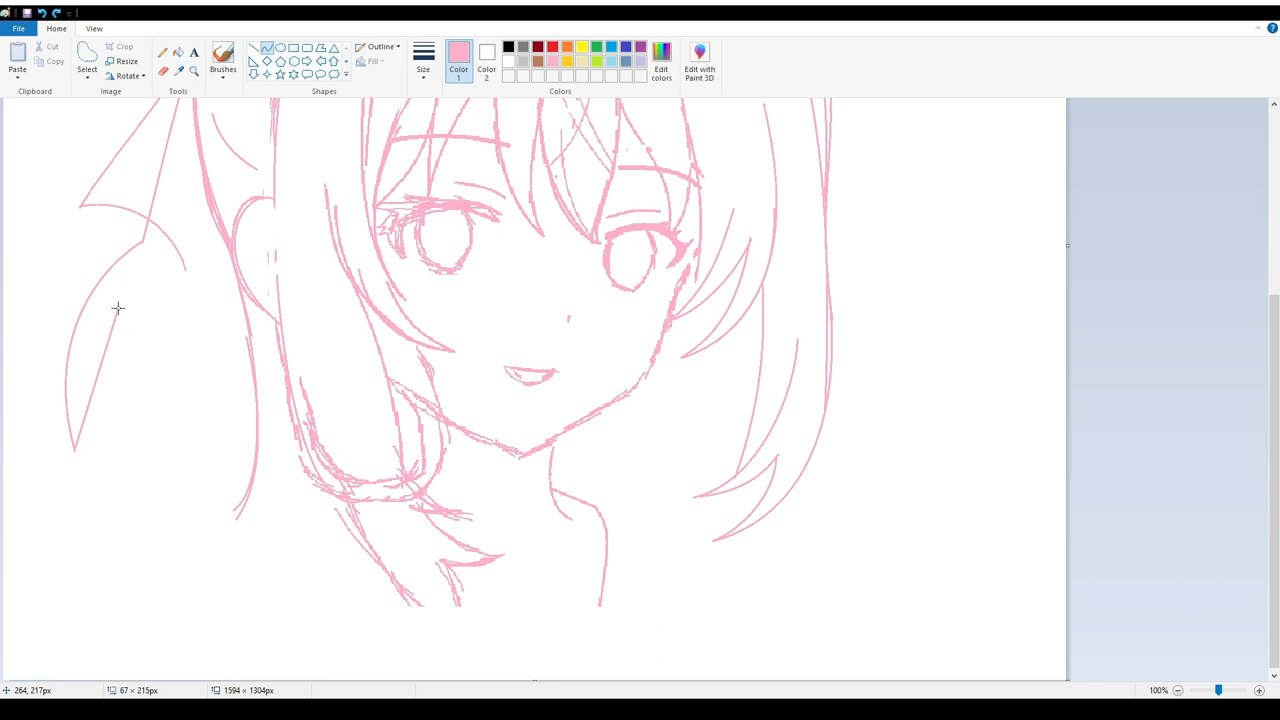 File Home View
Paste Cut Copy Clipboard
Select Crop Resize Rotate Image
Tools
Brushes
Outline Fill Shapes
Size
Color 1 Color 2 Edit colors Colors
Edit with Paint 3D
264, 217px 67 × 215px 1594 × 1304px 100%